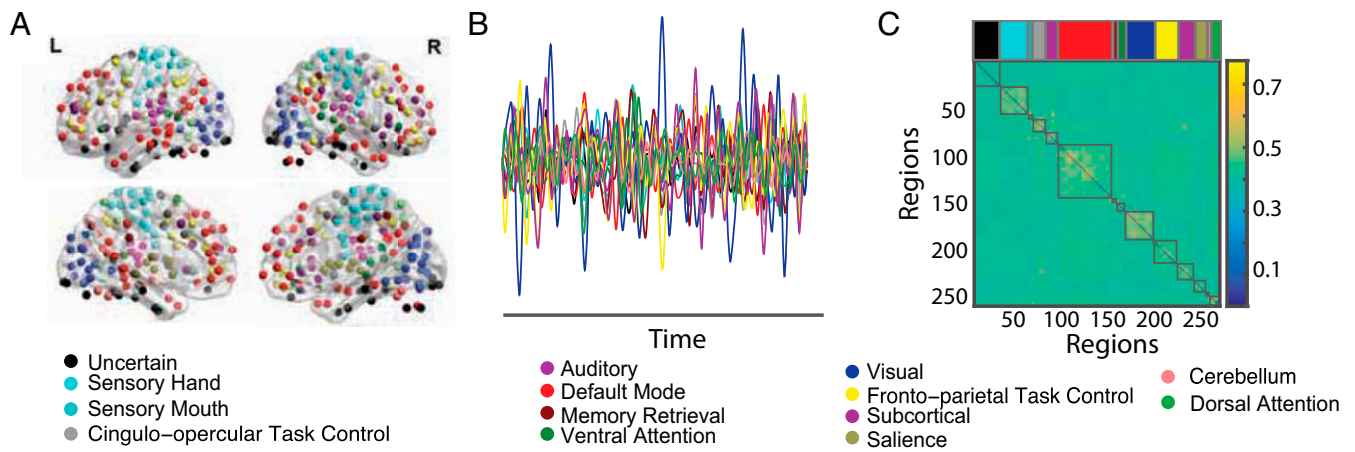 A
L
R
B
Time
C
0.7
0.5
0.3
0.1
Regions
50
100
150
200
250
50 100 150 200 250
Regions
Uncertain
Sensory Hand
Sensory Mouth
Cingulo-opercular Task Control
Auditory
Default Mode
Memory Retrieval
Ventral Attention
Visual
Fronto-parietal Task Control
Subcortical
Salience
Cerebellum
Dorsal Attention